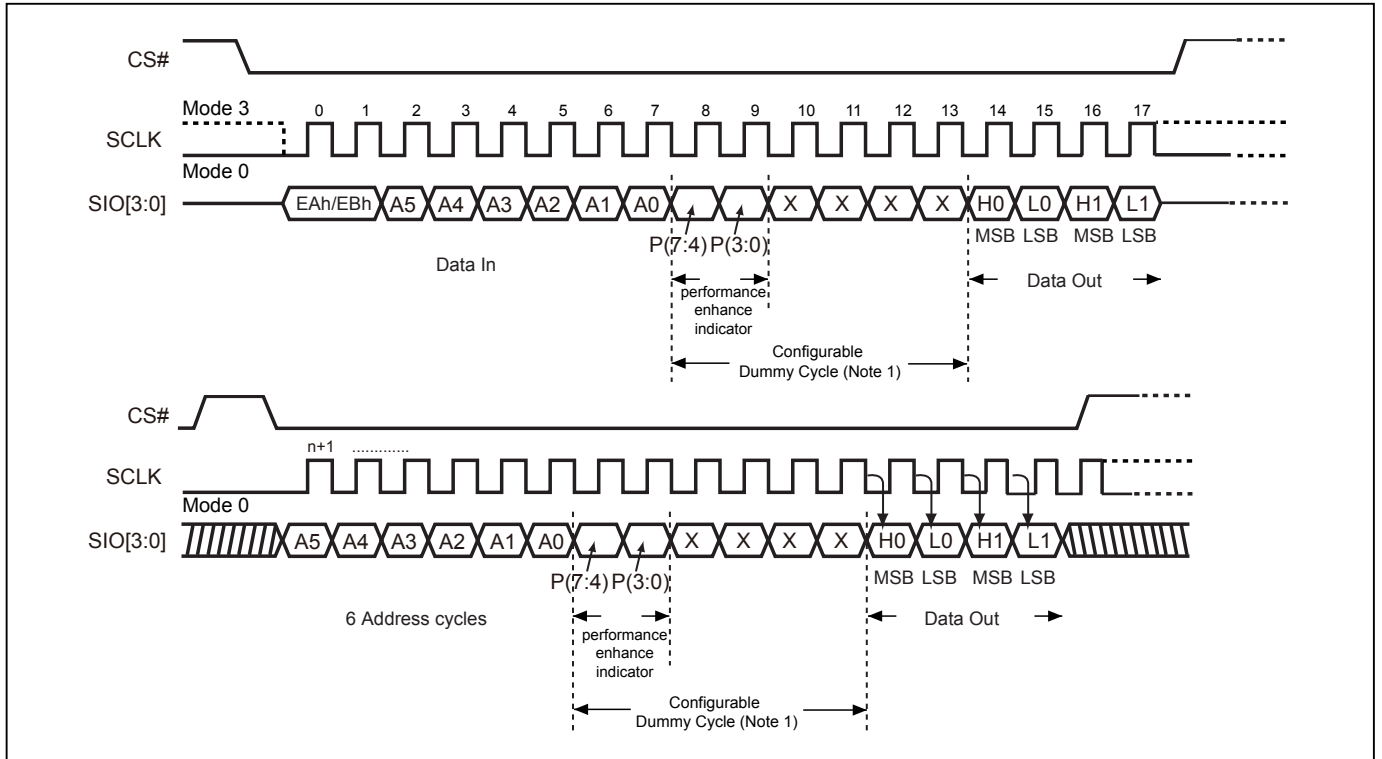 CS#
Mode 3
0 1 2 3 4 5 6 7 8 9 10 11 12 13 14 15 16 17
SCLK
Mode 0
SIO[3:0] EAh/EBh A5 A4 A3 A2 A1 A0 X X X X H0 L0 H1 L1
P(7:4) P(3:0) MSB LSB MSB LSB
Data In
performance
enhance
indicator
Data Out
Configurable
Dummy Cycle (Note 1)
CS#
n+1 .............
SCLK
Mode 0
SIO[3:0] A5 A4 A3 A2 A1 A0 X X X X H0 L0 H1 L1
P(7:4) P(3:0) MSB LSB MSB LSB
6 Address cycles
performance
enhance
indicator
Data Out
Configurable
Dummy Cycle (Note 1)